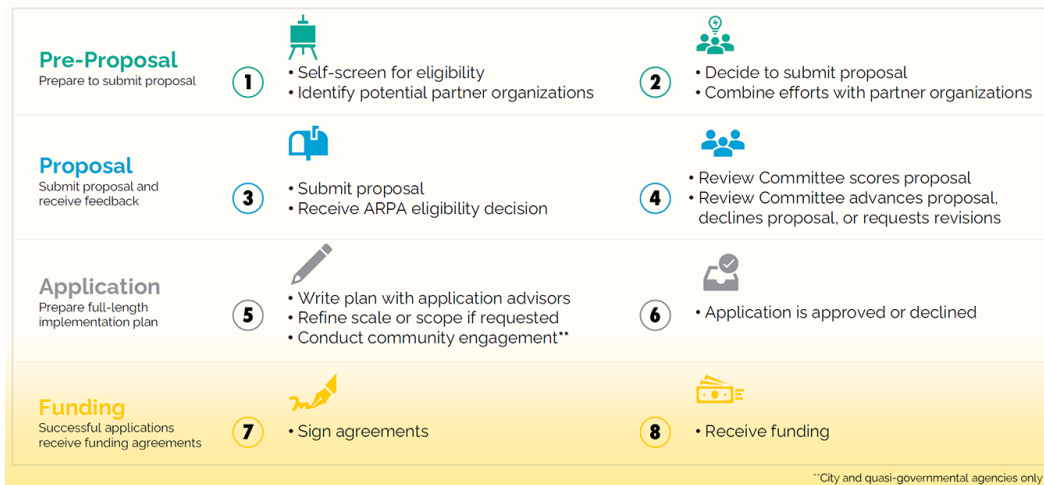 Pre-Proposal
Prepare to submit proposal
1
• Self-screen for eligibility
• Identify potential partner organizations
2
• Decide to submit proposal
• Combine efforts with partner organizations
Proposal
Submit proposal and
receive feedback
3
• Submit proposal
• Receive ARPA eligibility decision
4
• Review Committee scores proposal
• Review Committee advances proposal,
declines proposal, or requests revisions
Application
Prepare full-length
implementation plan
5
• Write plan with application advisors
• Refine scale or scope if requested
• Conduct community engagement**
6
• Application is approved or declined
Funding
Successful applications
receive funding agreements
7
• Sign agreements
8
• Receive funding
**City and quasi-governmental agencies only